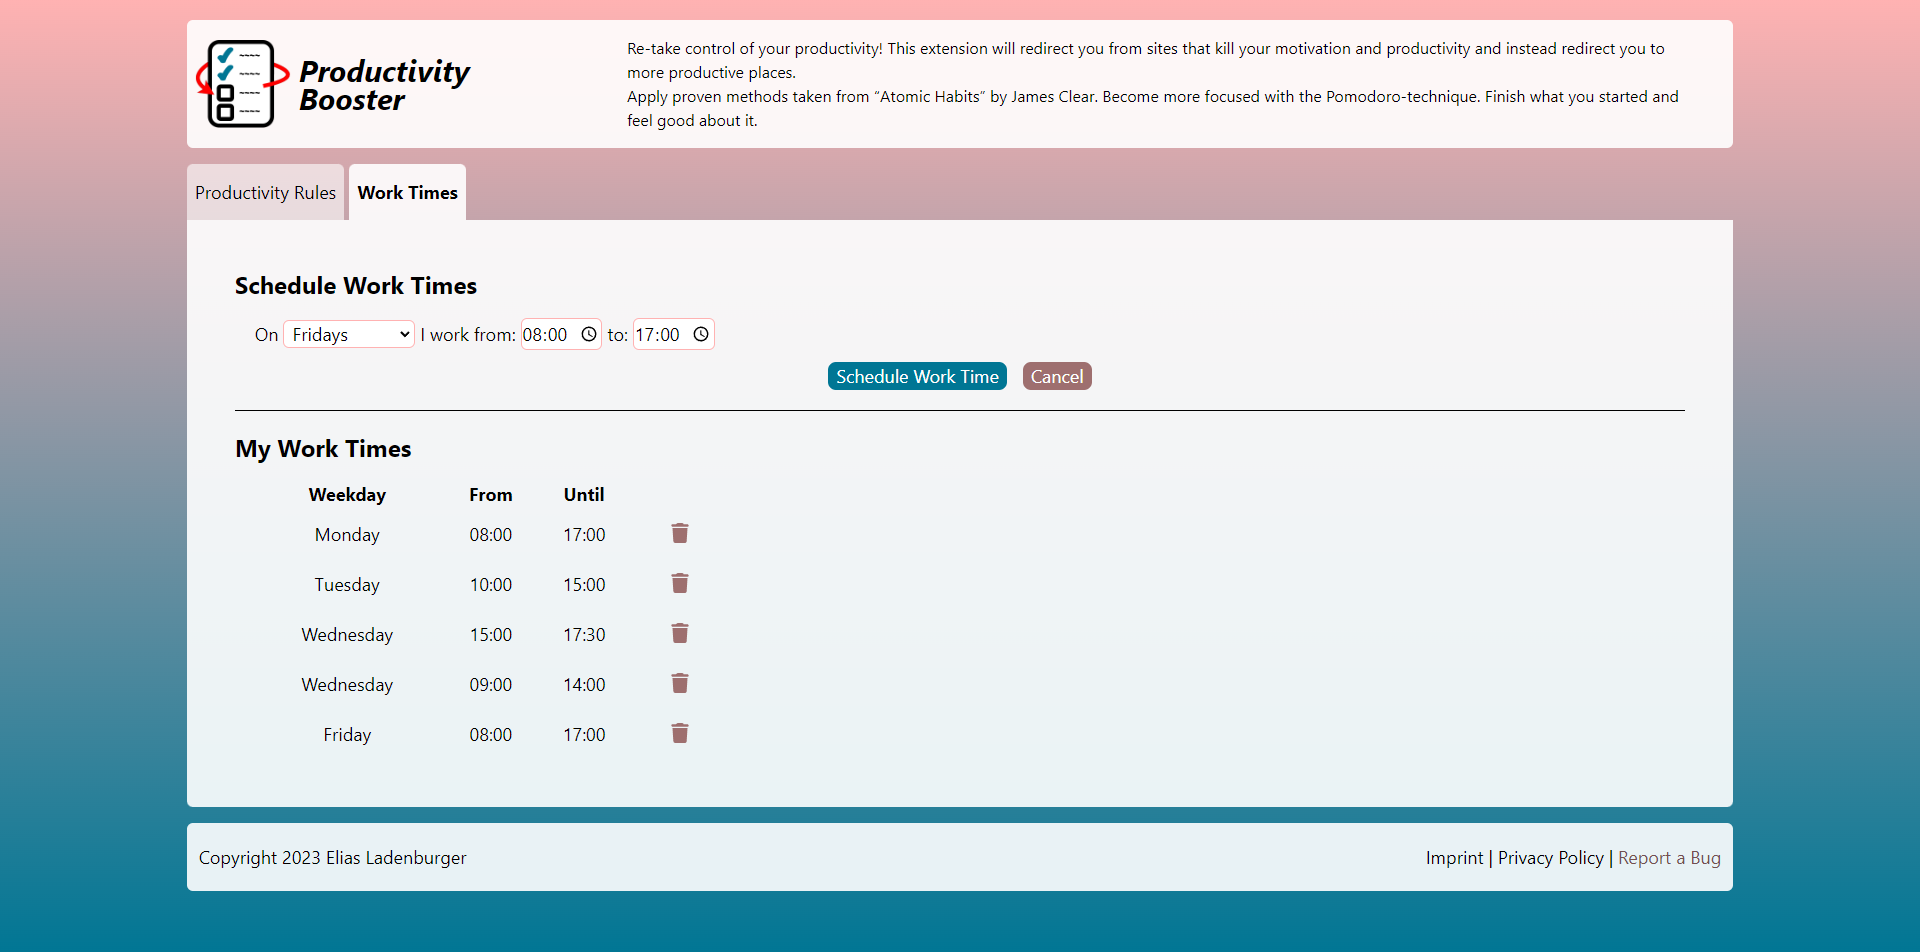 Productivity
Booster
Re-take control of your productivity! This extension will redirect you from sites that kill your motivation and productivity and instead redirect you to
more productive places.
Apply proven methods taken from “Atomic Habits” by James Clear. Become more focused with the Pomodoro-technique. Finish what you started and
feel good about it.
Productivity Rules
Work Times
Schedule Work Times
On Fridays I work from: 08:00 to: 17:00
Schedule Work Time Cancel
My Work Times
Weekday From Until
Monday 08:00 17:00
Tuesday 10:00 15:00
Wednesday 15:00 17:30
Wednesday 09:00 14:00
Friday 08:00 17:00
Copyright 2023 Elias Ladenburger
Imprint | Privacy Policy | Report a Bug